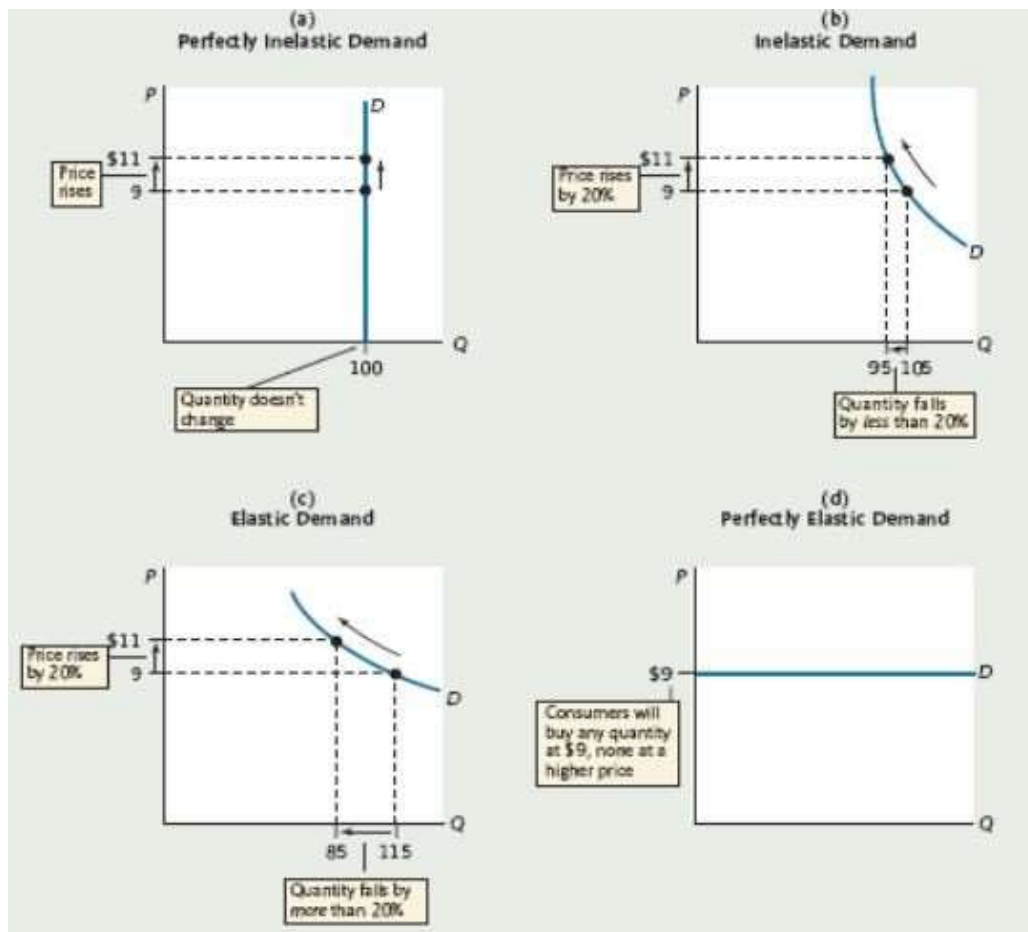 (a)
Perfectly Inelastic Demand
P
D
$11
9
Price
rises
Q
100
Quantity doesn't
change
(b)
Inelastic Demand
P
$11
9
Price rises
by 20%
D
Q
95 105
Quantity falls
by less than 20%
(c)
Elastic Demand
P
$11
9
Price rises
by 20%
D
Q
85 115
Quantity falls by
more than 20%
(d)
Perfectly Elastic Demand
P
$9
D
Consumers will
buy any quantity
at $9, none at a
higher price
Q